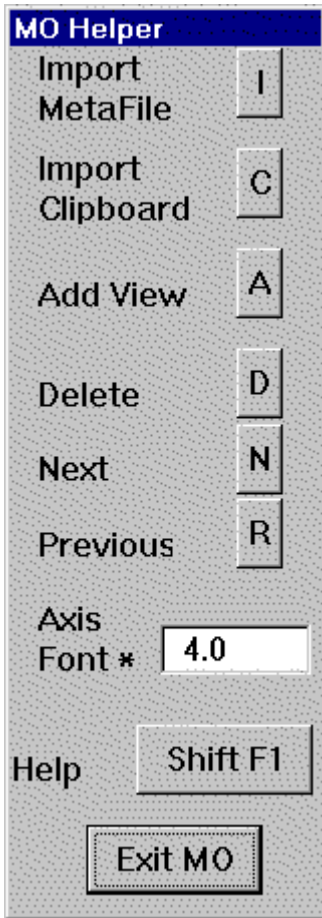 MO Helper
Import
MetaFile I
Import
Clipboard C
Add View A
Delete D
Next N
Previous R
Axis
Font * 4.0
Help Shift F1
Exit MO